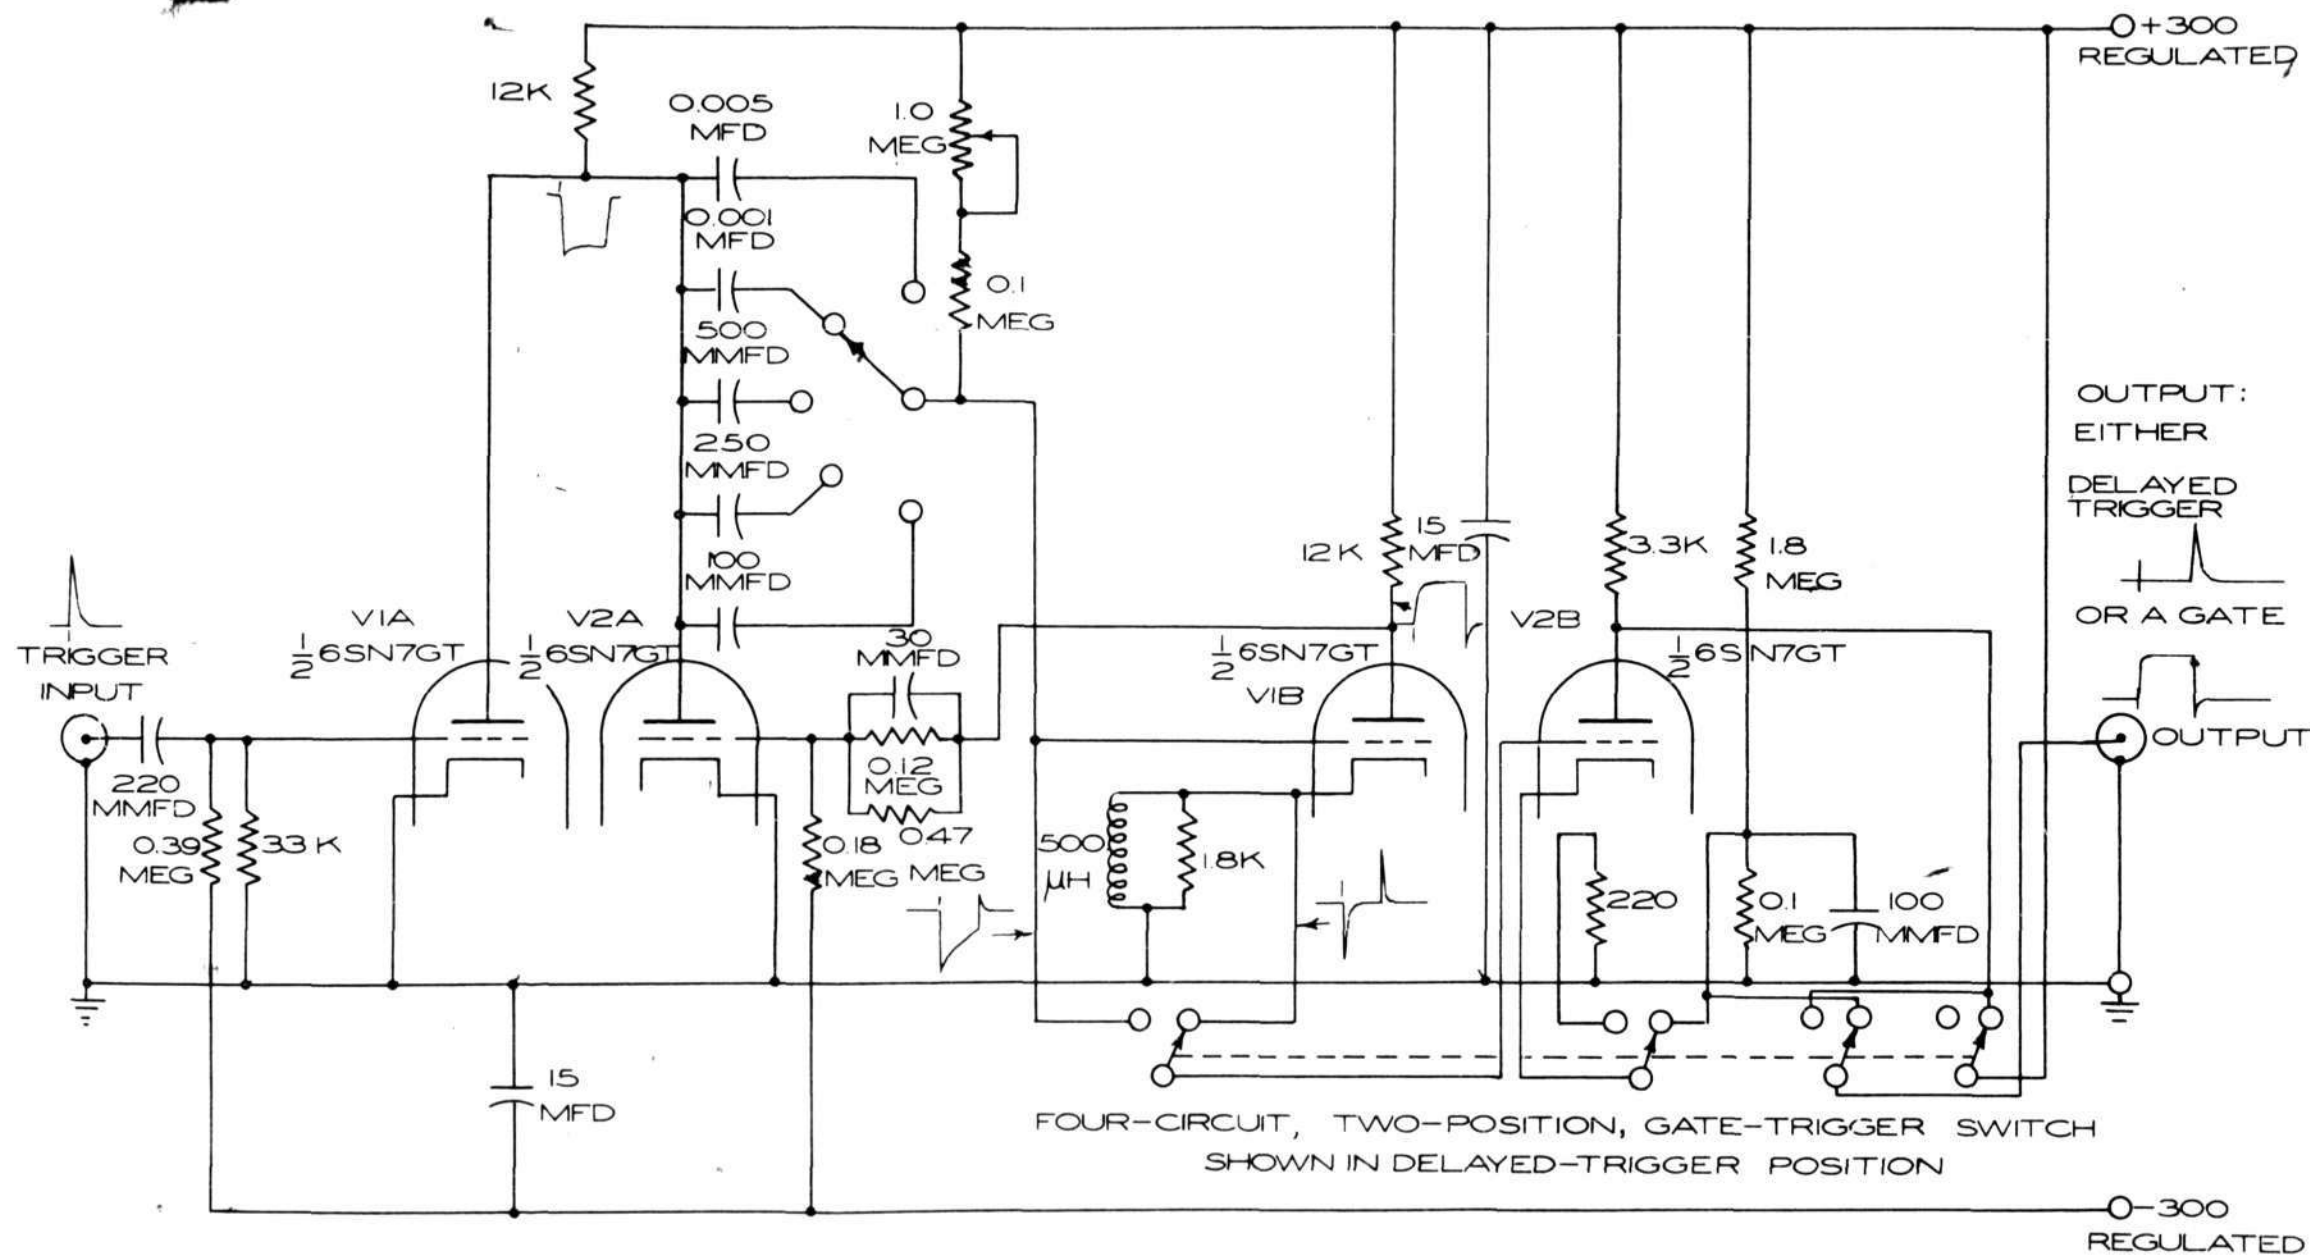 +300
REGULATED
12K
0.005
MFD
1.0
MEG
0.001
MFD
0.1
MEG
500
MMFD
250
MMFD
100
MMFD
OUTPUT:
EITHER
DELAYED
TRIGGER
OR A GATE
12K
15
MFD
3.3K
1.8
MEG
TRIGGER
INPUT
V1A
1/2 6SN7GT
V2A
1/2 6SN7GT
30
MMFD
1/2 6SN7GT
V1B
V2B
1/2 6SN7GT
OUTPUT
220
MMFD
0.39
MEG
33K
0.12
MEG
0.18
MEG
0.47
MEG
500
µH
1.8K
220
0.1
MEG
100
MMFD
15
MFD
FOUR-CIRCUIT, TWO-POSITION, GATE-TRIGGER SWITCH
SHOWN IN DELAYED-TRIGGER POSITION
-300
REGULATED